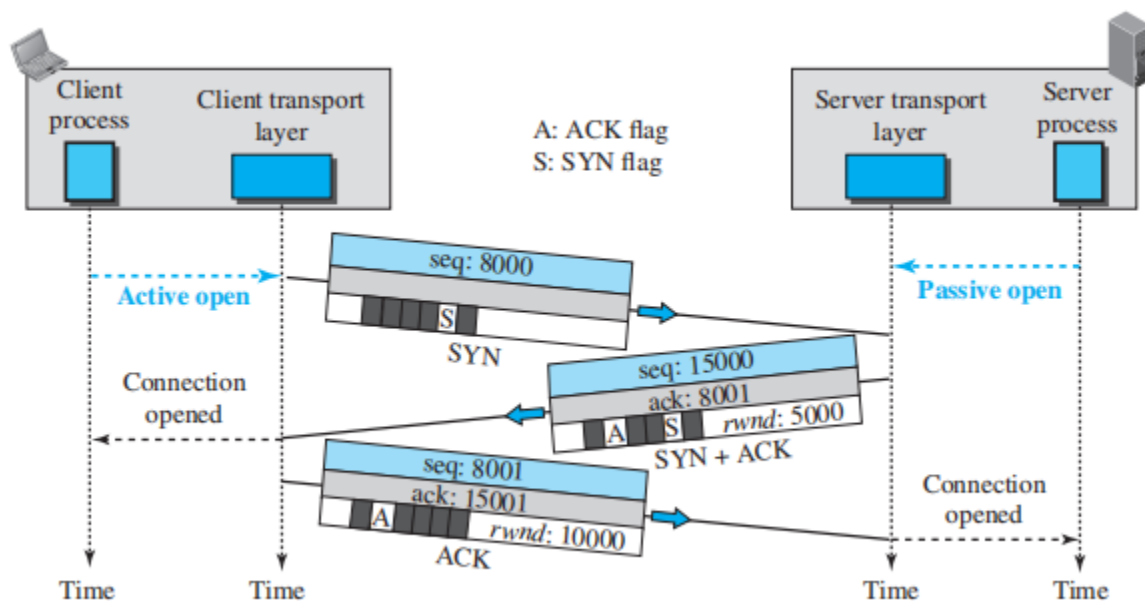 Client
process
Client transport
layer
A: ACK flag
S: SYN flag
Server transport
layer
Server
process
seq: 8000
Active open
Passive open
S
SYN
seq: 15000
ack: 8001
A S rwnd: 5000
SYN + ACK
Connection
opened
seq: 8001
ack: 15001
A rwnd: 10000
ACK
Connection
opened
Time
Time
Time
Time